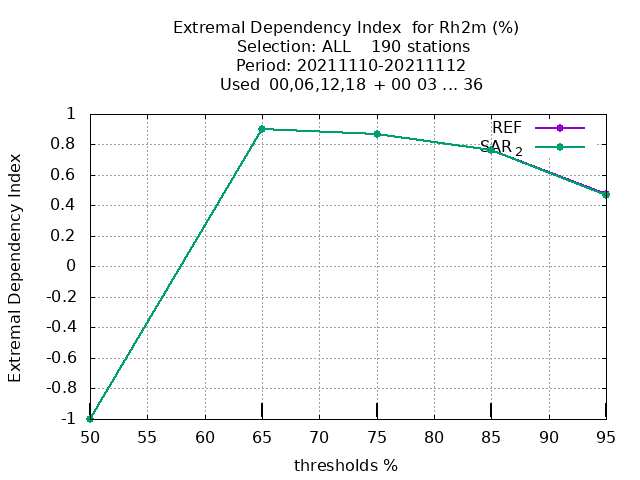 Extremal Dependency Index for Rh2m (%)
Selection: ALL 190 stations
Period: 20211110-20211112
Used 00,06,12,18 + 00 03 ... 36
REF
SAR 2
1
0.8
0.6
0.4
0.2
0
-0.2
-0.4
-0.6
-0.8
-1
Extremal Dependency Index
50 55 60 65 70 75 80 85 90 95
thresholds %